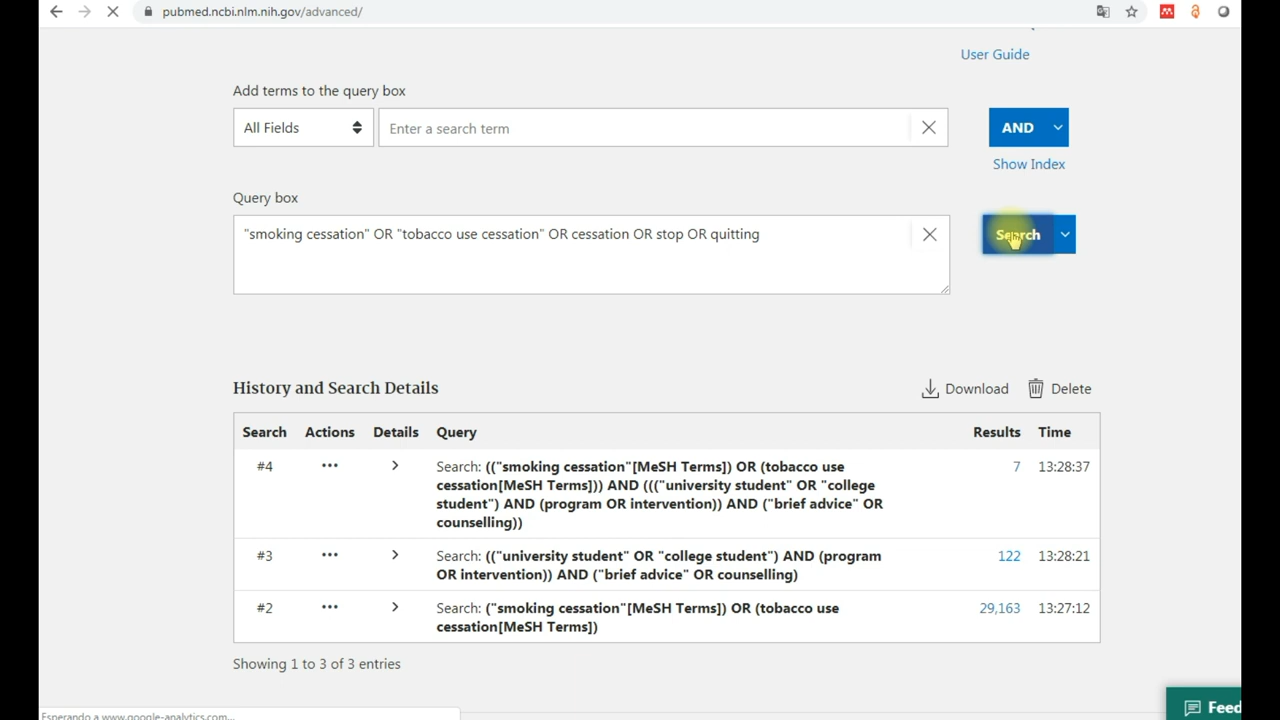 pubmed.ncbi.nlm.nih.gov/advanced/
User Guide
Add terms to the query box
All Fields
Enter a search term
AND
Show Index
Query box
"smoking cessation" OR "tobacco use cessation" OR cessation OR stop OR quitting
Search
History and Search Details
Download
Delete
Search Actions Details Query Results Time
#4 ··· Search: (("smoking cessation"[MeSH Terms]) OR (tobacco use 7 13:28:37
cessation[MeSH Terms])) AND ((("university student" OR "college
student") AND (program OR intervention)) AND ("brief advice" OR
counselling))
#3 ··· Search: (("university student" OR "college student") AND (program 122 13:28:21
OR intervention)) AND ("brief advice" OR counselling)
#2 ··· Search: ("smoking cessation"[MeSH Terms]) OR (tobacco use 29,163 13:27:12
cessation[MeSH Terms])
Showing 1 to 3 of 3 entries
Feed
Esperando a www.google-analytics.com...